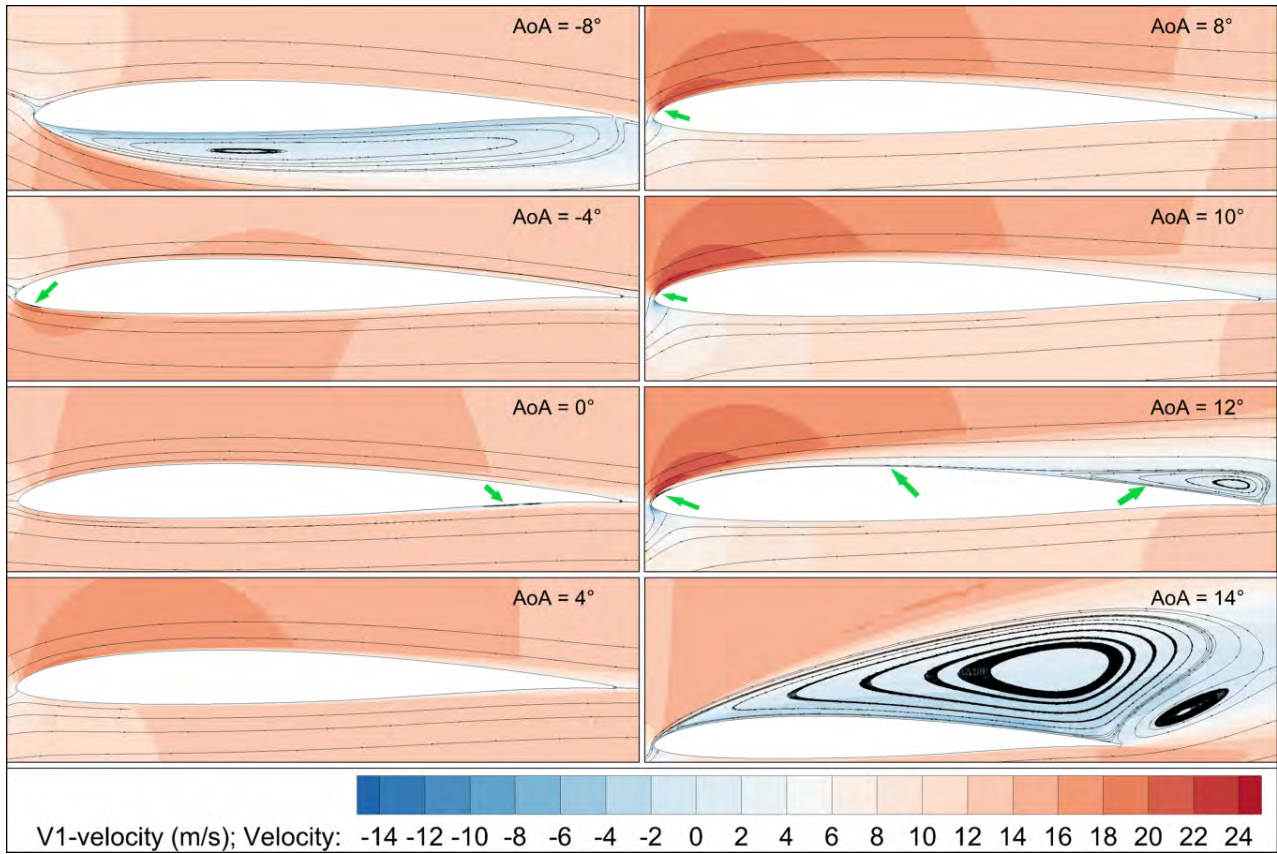 AoA = -8°
AoA = 8°
AoA = -4°
AoA = 10°
AoA = 0°
AoA = 12°
AoA = 4°
AoA = 14°
V1-velocity (m/s); Velocity: -14 -12 -10 -8 -6 -4 -2 0 2 4 6 8 10 12 14 16 18 20 22 24